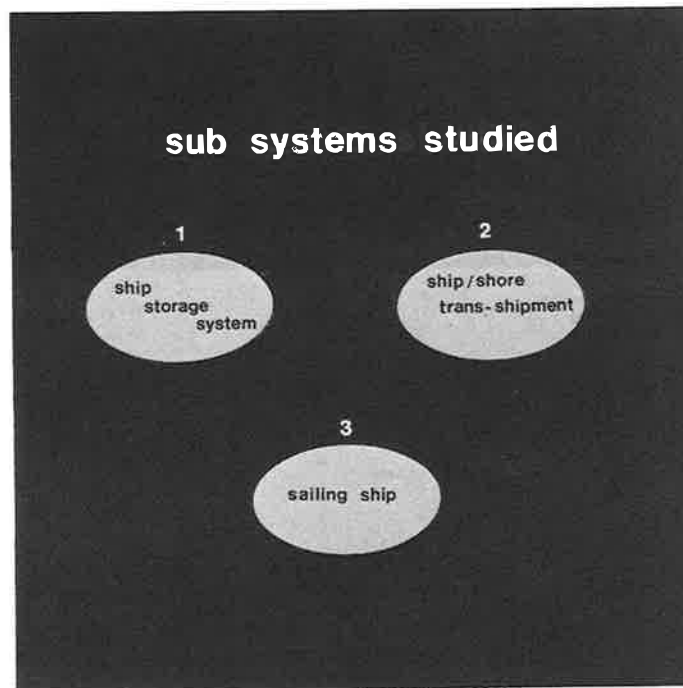 sub systems studied
1
ship
storage
system
2
ship/shore
trans-shipment
3
sailing ship